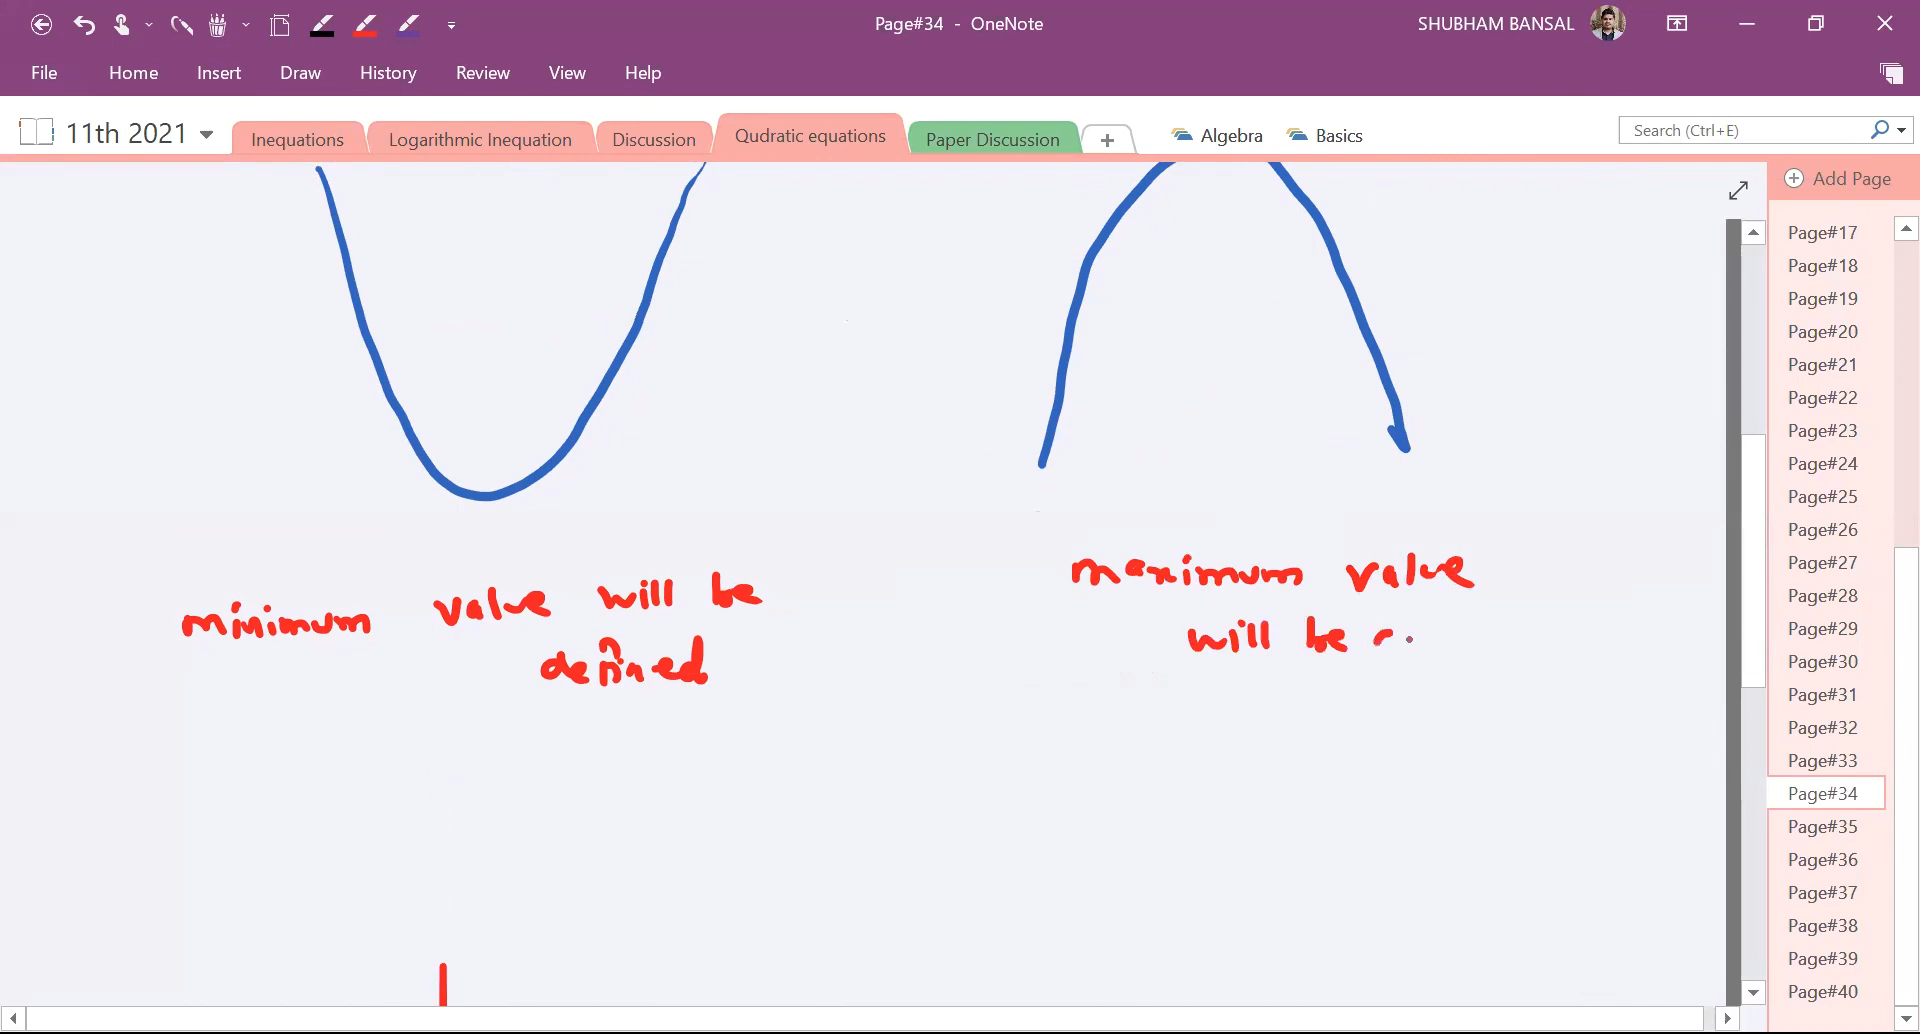 Page#34 - OneNote
SHUBHAM BANSAL
File Home Insert Draw History Review View Help
11th 2021
Inequations
Logarithmic Inequation
Discussion
Qudratic equations
Paper Discussion
Algebra
Basics
Search (Ctrl+E)
Add Page
minimum value will be
defined
maximum value
will be
Page#17
Page#18
Page#19
Page#20
Page#21
Page#22
Page#23
Page#24
Page#25
Page#26
Page#27
Page#28
Page#29
Page#30
Page#31
Page#32
Page#33
Page#34
Page#35
Page#36
Page#37
Page#38
Page#39
Page#40